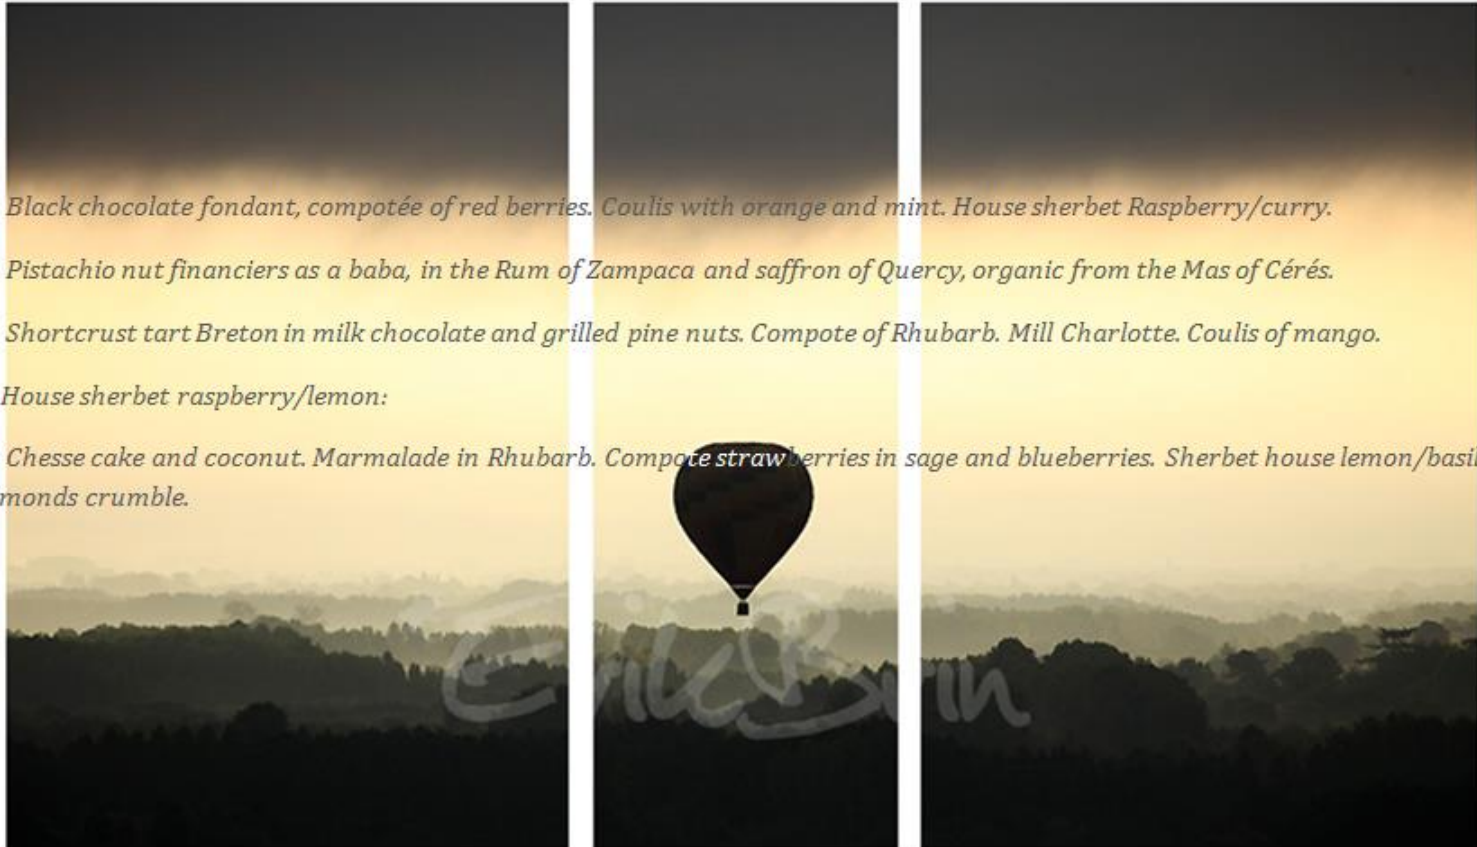 Black chocolate fondant, compotée of red berries. Coulis with orange and mint. House sherbet Raspberry/curry.
Pistachio nut financiers as a baba, in the Rum of Zampaca and saffron of Quercy, organic from the Mas of Cérés.
Shortcrust tart Breton in milk chocolate and grilled pine nuts. Compote of Rhubarb. Mill Charlotte. Coulis of mango.
House sherbet raspberry/lemon:
Chesse cake and coconut. Marmalade in Rhubarb. Compote strawberries in sage and blueberries. Sherbet house lemon/basil
monds crumble.
Erik Brin